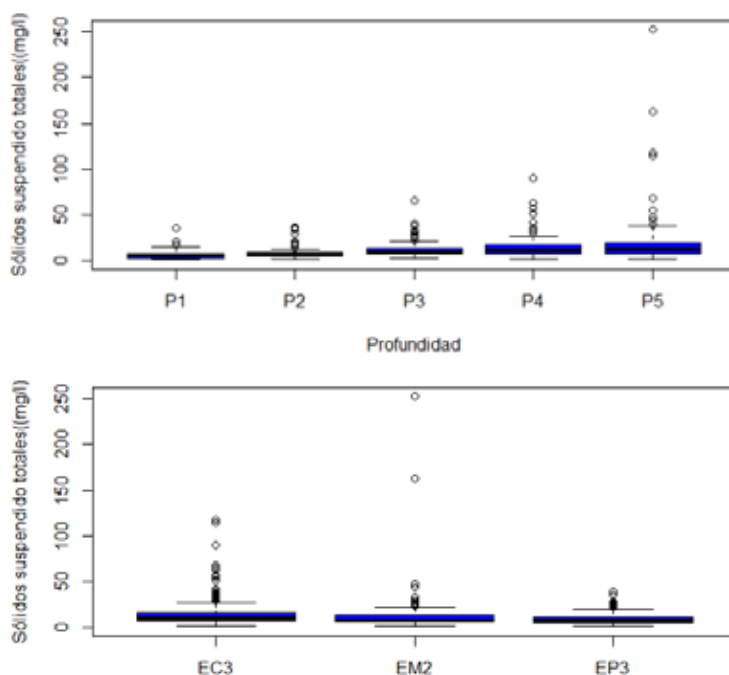 Sólidos suspendido totales((mg/l)
250
200
150
100
50
0
P1 P2 P3 P4 P5
Profundidad
Sólidos suspendido totales((mg/l)
250
200
150
100
50
0
EC3 EM2 EP3